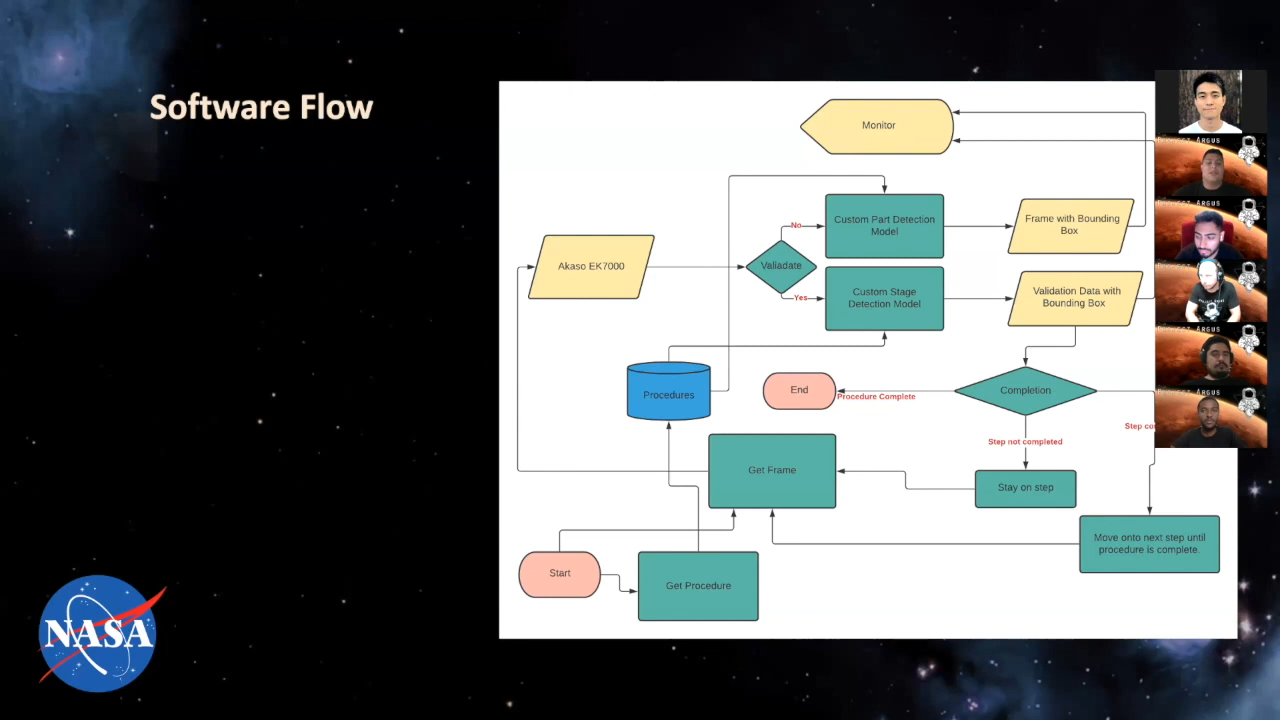 Software Flow
Monitor
Custom Part Detection
Model
No
Frame with Bounding
Box
Akaso EK7000
Valiadate
Yes
Custom Stage
Detection Model
Validation Data with
Bounding Box
Procedures
End
Procedure Complete
Completion
Step not completed
Step
Get Frame
Stay on step
Move onto next step until
procedure is complete.
Start
Get Procedure
NASA